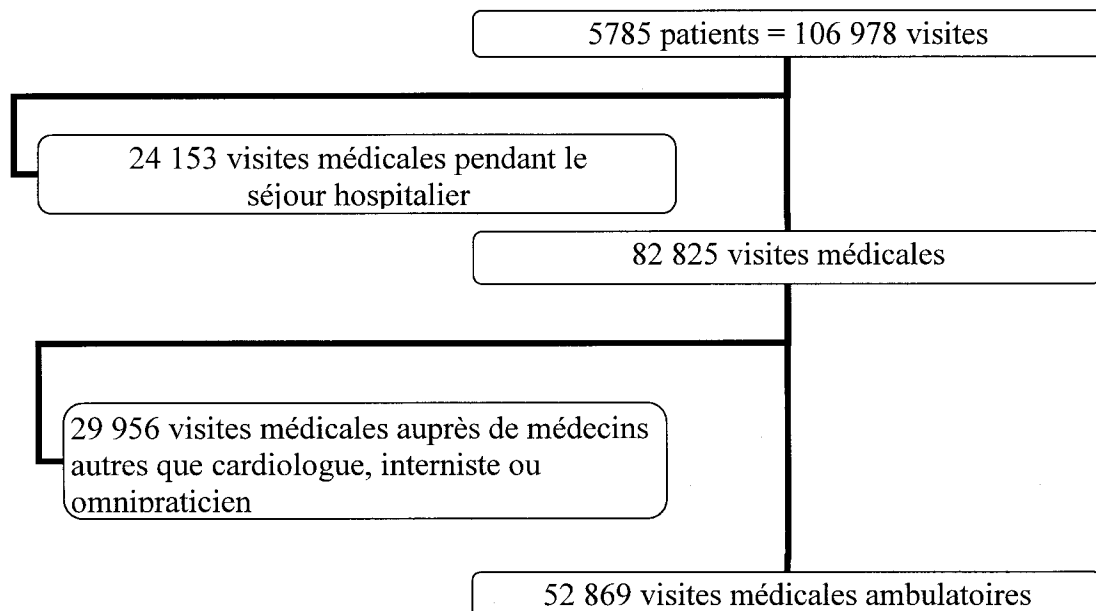 5785 patients = 106 978 visites
24 153 visites médicales pendant le
séjour hospitalier
82 825 visites médicales
29 956 visites médicales auprès de médecins
autres que cardiologue, interniste ou
omnipraticien
52 869 visites médicales ambulatoires